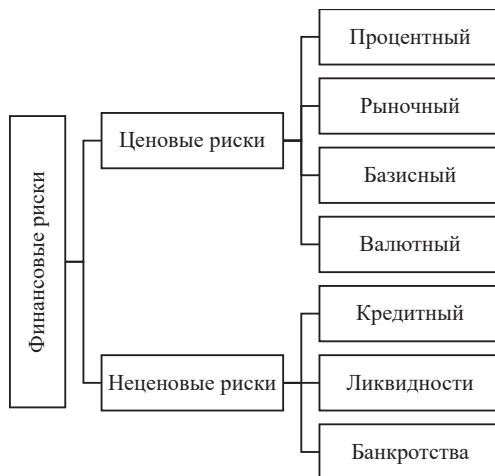 Финансовые риски
Ценовые риски
Процентный
Рыночный
Базисный
Валютный
Неценовые риски
Кредитный
Ликвидности
Банкротства